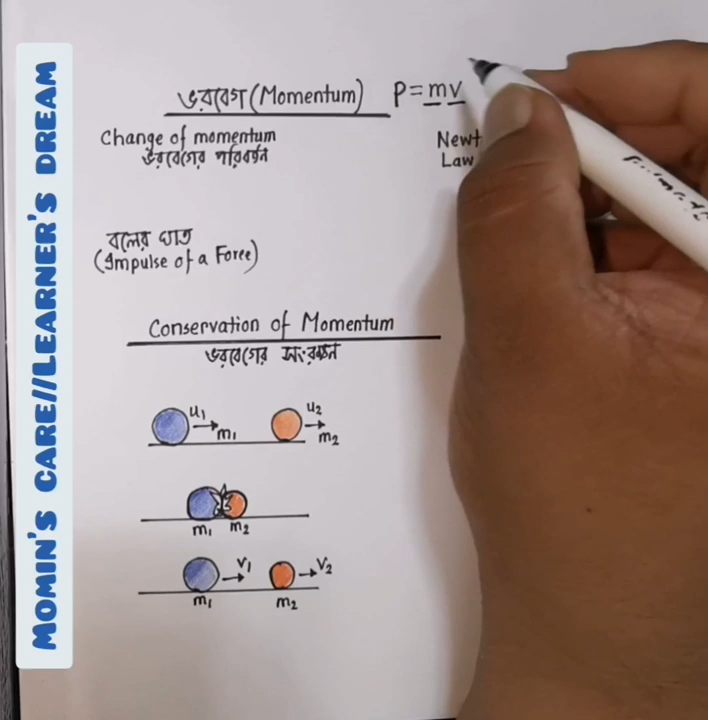 MOMIN'S CARE//LEARNER'S DREAM
ভরবেগ (Momentum) P = mv
Change of momentum
ভরবেগের পরিবর্তন
Newt
Law
বলের ঘাত
(Impulse of a Force)
Conservation of Momentum
ভরবেগের সংরক্ষণ
u₁ u₂
m₁ m₂
m₁ m₂
v₁ v₂
m₁ m₂